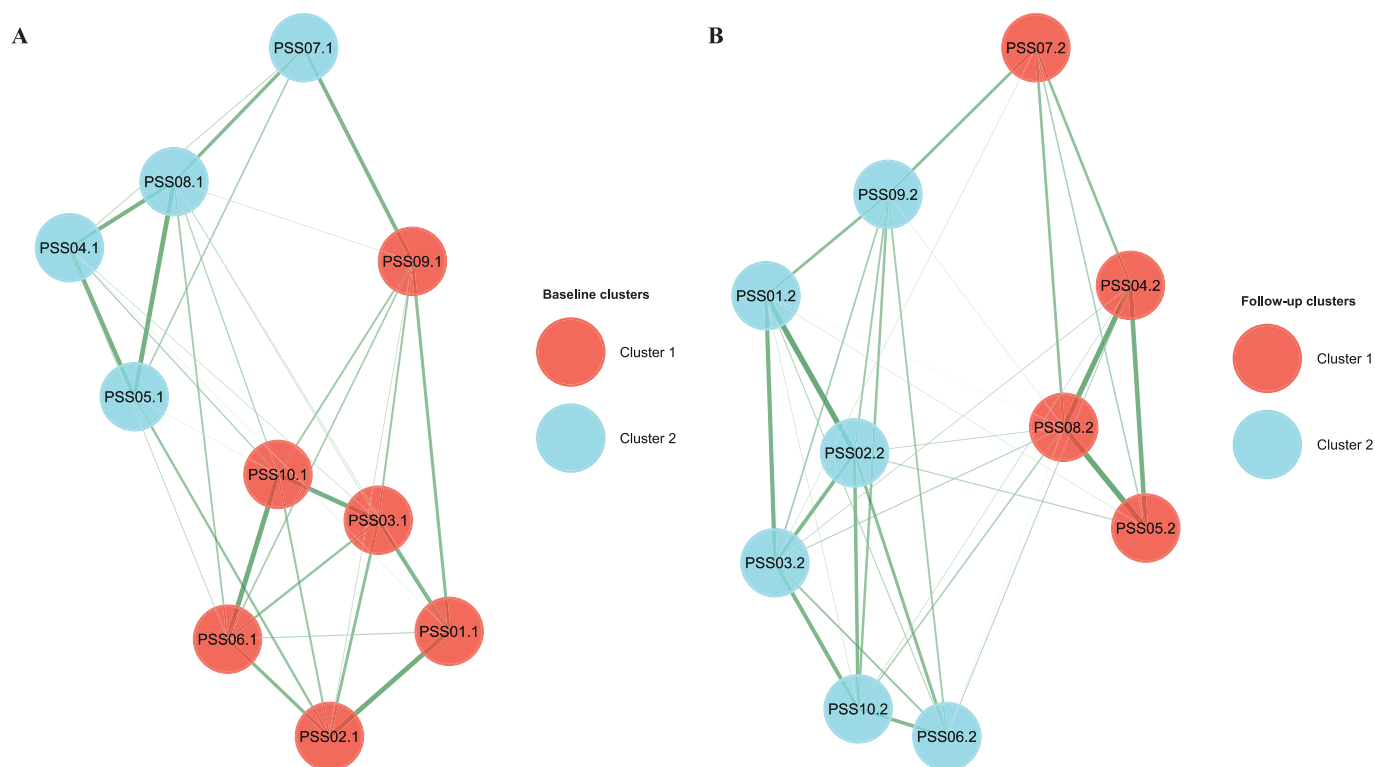 A
PSS07.1
PSS08.1
PSS04.1
PSS09.1
PSS05.1
PSS10.1
PSS03.1
PSS01.1
PSS06.1
PSS02.1
Baseline clusters
Cluster 1
Cluster 2
B
PSS07.2
PSS09.2
PSS04.2
PSS01.2
PSS08.2
PSS02.2
PSS05.2
PSS03.2
PSS10.2
PSS06.2
Follow-up clusters
Cluster 1
Cluster 2